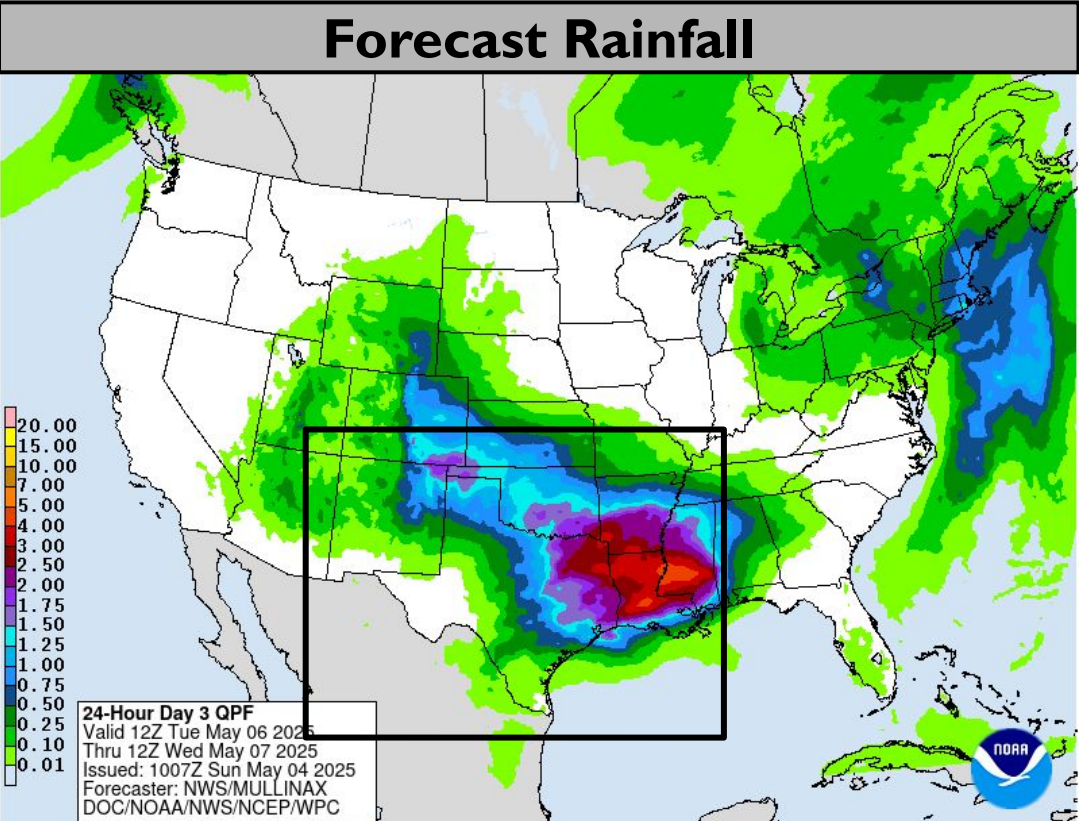 Forecast Rainfall
20.00
15.00
10.00
7.00
5.00
4.00
3.00
2.50
2.00
1.75
1.50
1.25
1.00
0.75
0.50
0.25
0.10
0.01
24-Hour Day 3 QPF
Valid 12Z Tue May 06 2025
Thru 12Z Wed May 07 2025
Issued: 1007Z Sun May 04 2025
Forecaster: NWS/MULLINAX
DOC/NOAA/NWS/NCEP/WPC
NOAA